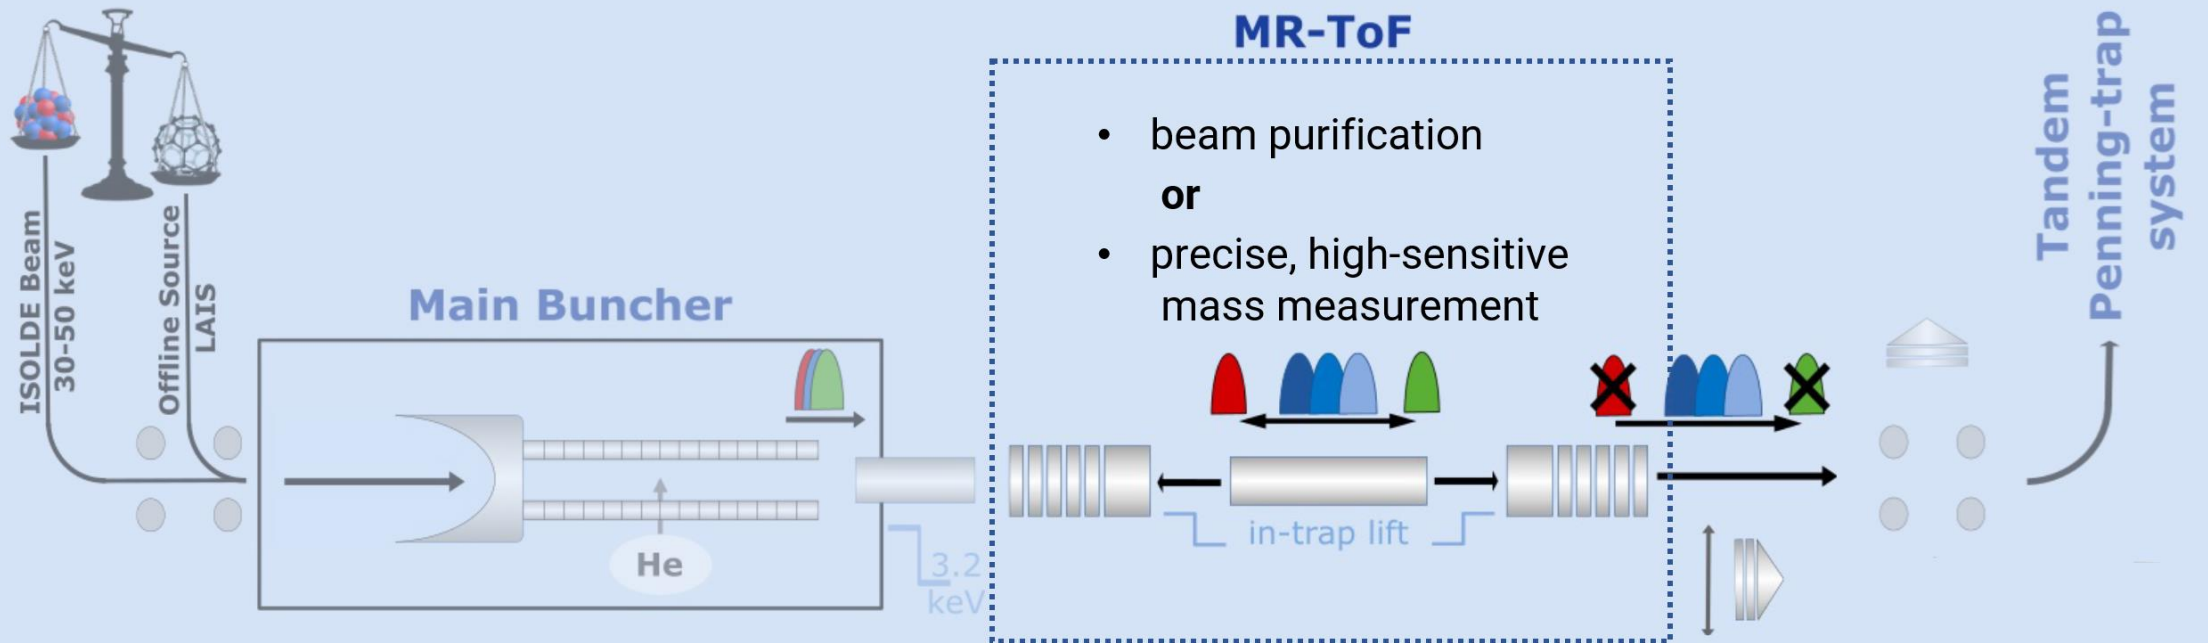 MR-ToF
• beam purification
or
• precise, high-sensitive
mass measurement
ISOLDE Beam
30-50 keV
Offline Source
LAIS
Main Buncher
He
3.2
keV
in-trap lift
Tandem
Penning-trap
system